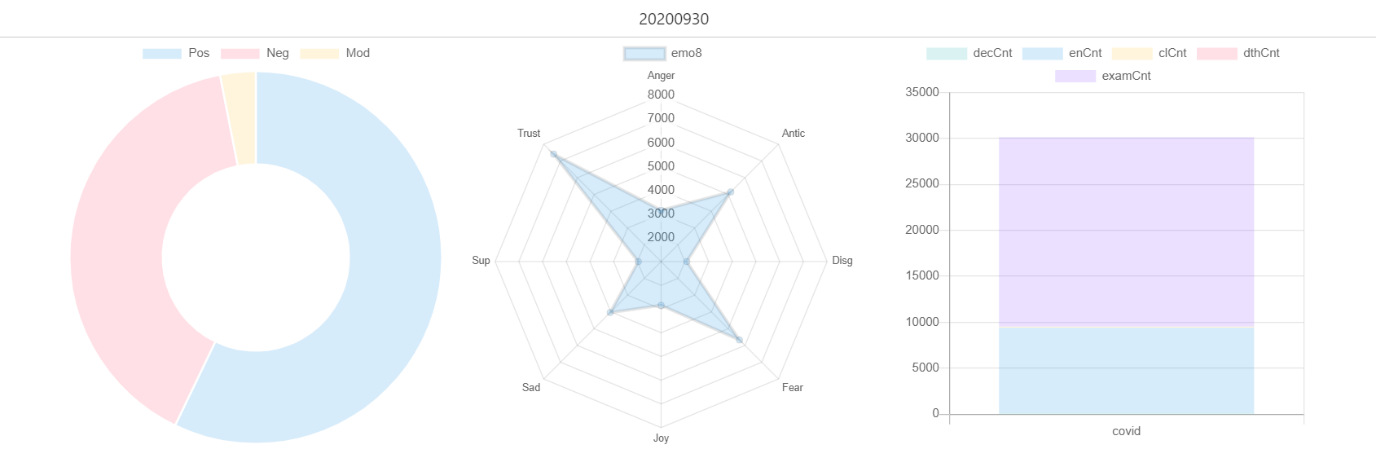 20200930
Pos Neg Mod
emo8
Anger
8000
7000
6000
5000
4000
3000
2000
Antic
Disg
Fear
Joy
Sad
Sup
Trust
decCnt enCnt clCnt dthCnt
examCnt
35000
30000
25000
20000
15000
10000
5000
0
covid